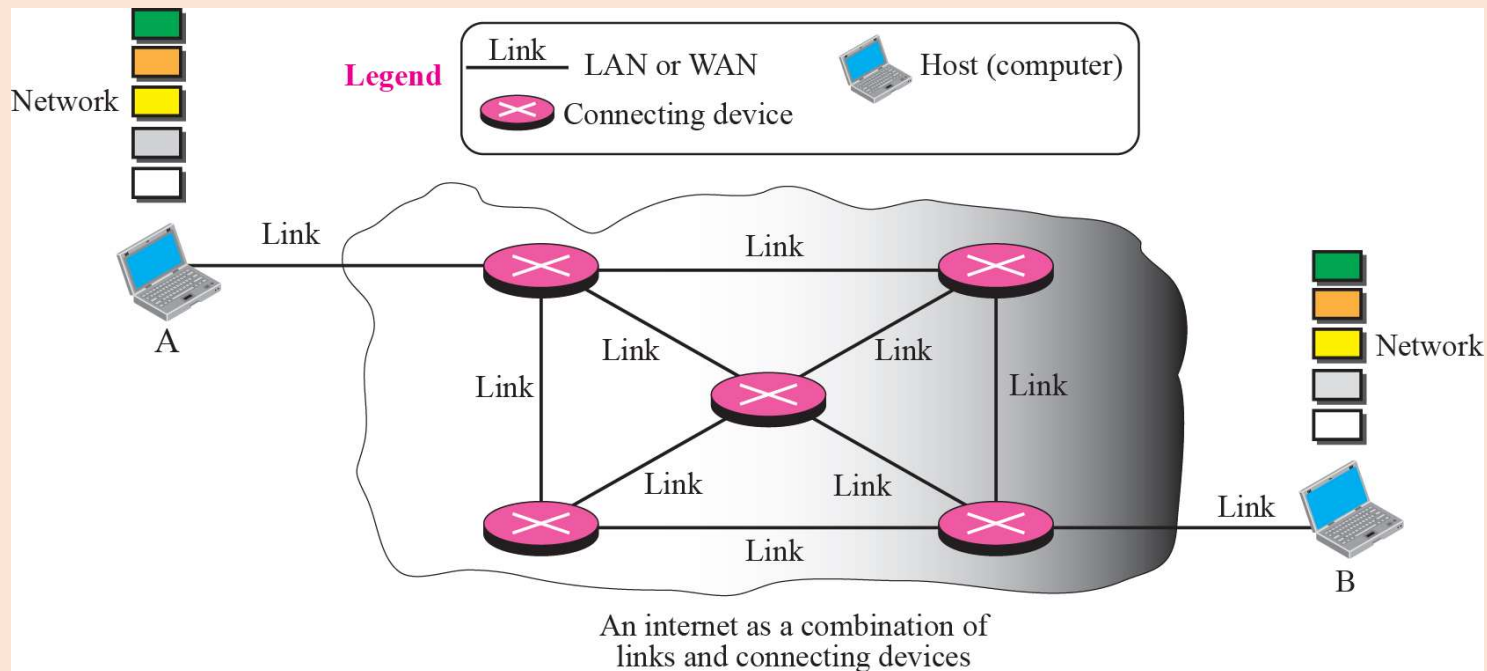 Legend
Link
LAN or WAN
Host (computer)
Connecting device
Network
Link
A
Link
Link
Link
Link
Link
Link
Link
Link
Link
B
Network
An internet as a combination of
links and connecting devices